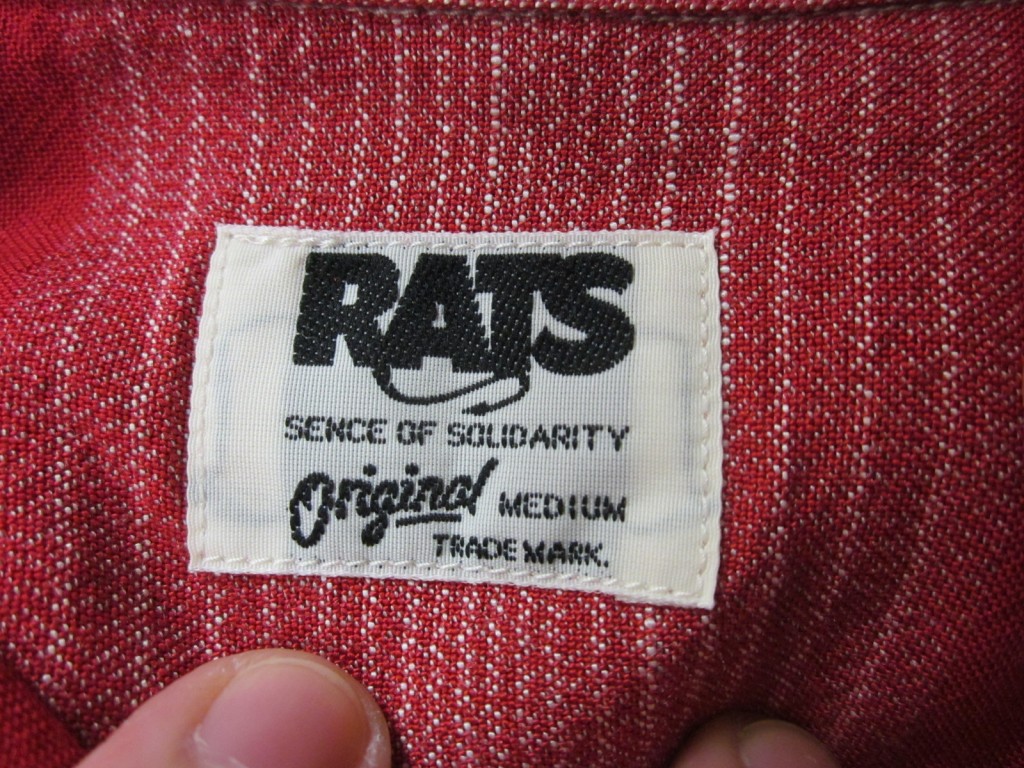 RATS
SENCE OF SOLIDARITY
Original MEDIUM
TRADE MARK.